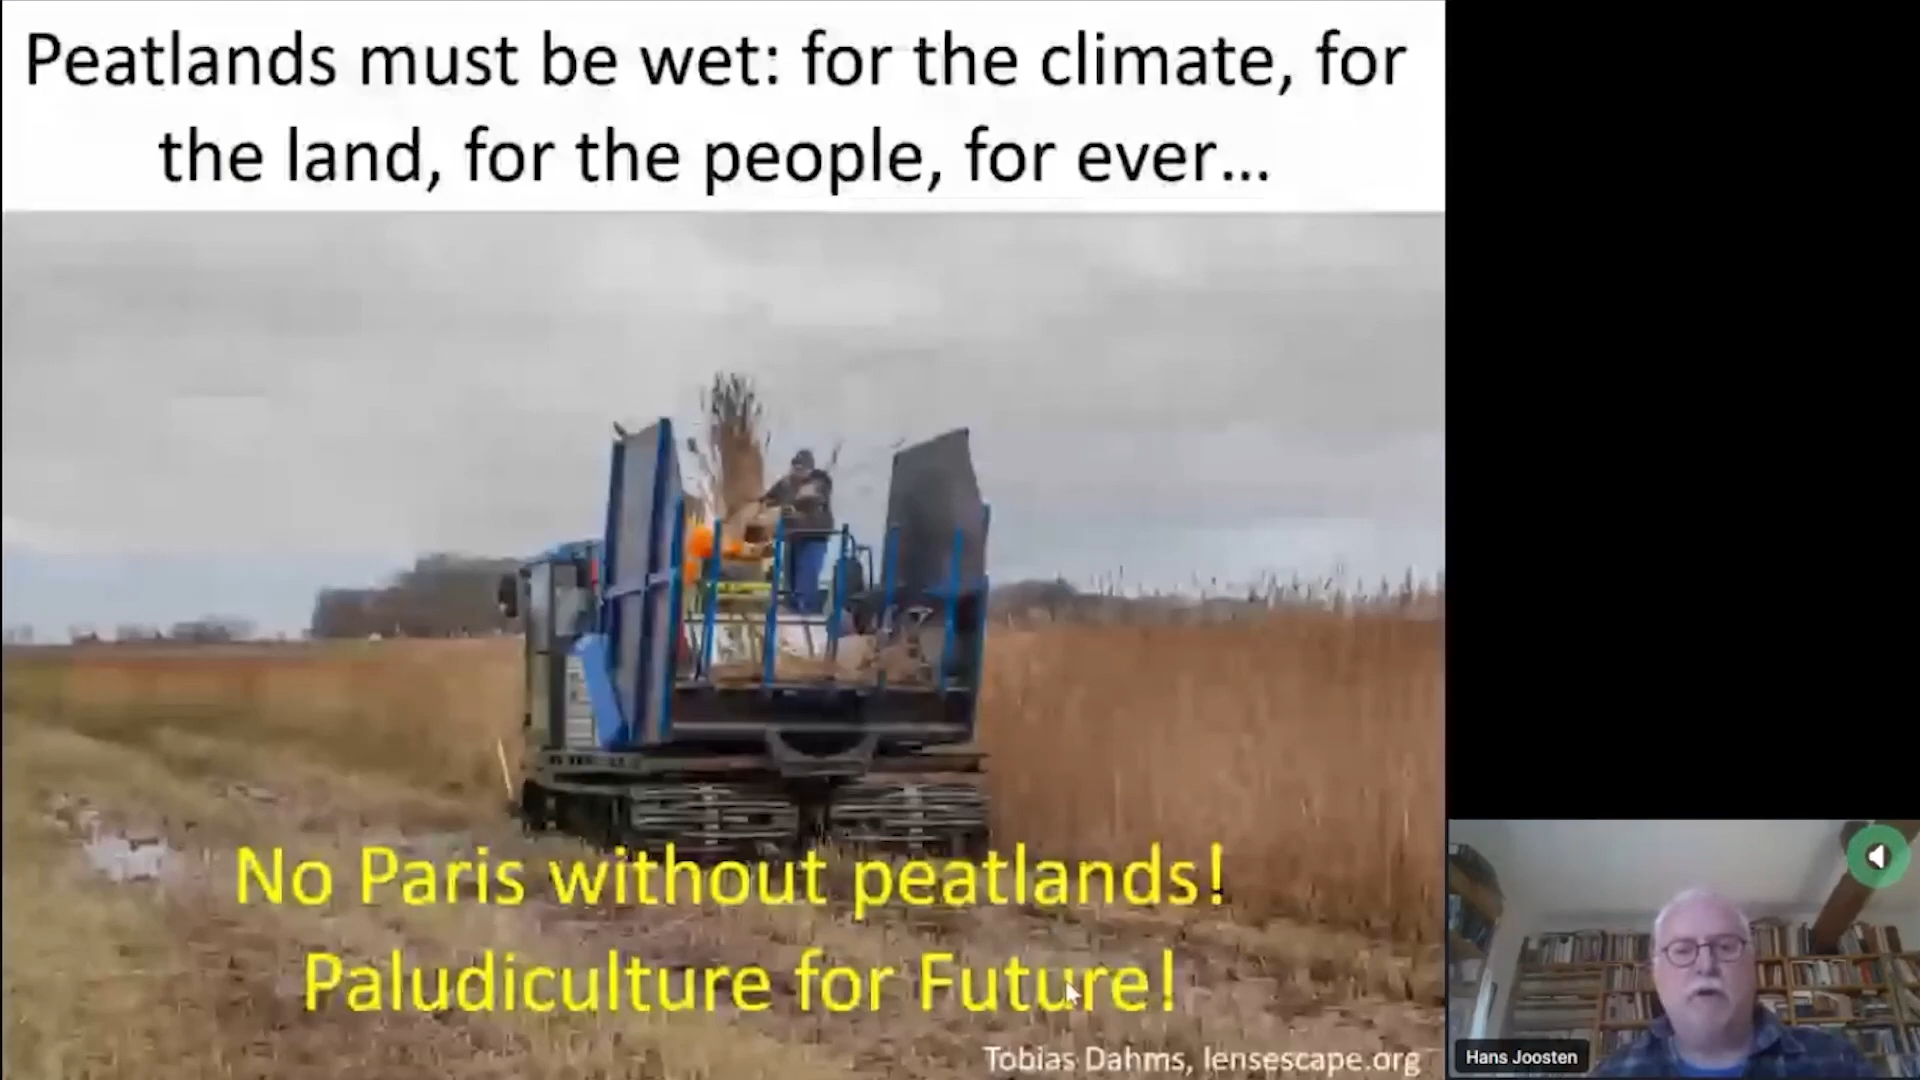 Peatlands must be wet: for the climate, for
the land, for the people, for ever...
No Paris without peatlands!
Paludiculture for Future!
Tobias Dahms, lensescape.org
Hans Joosten